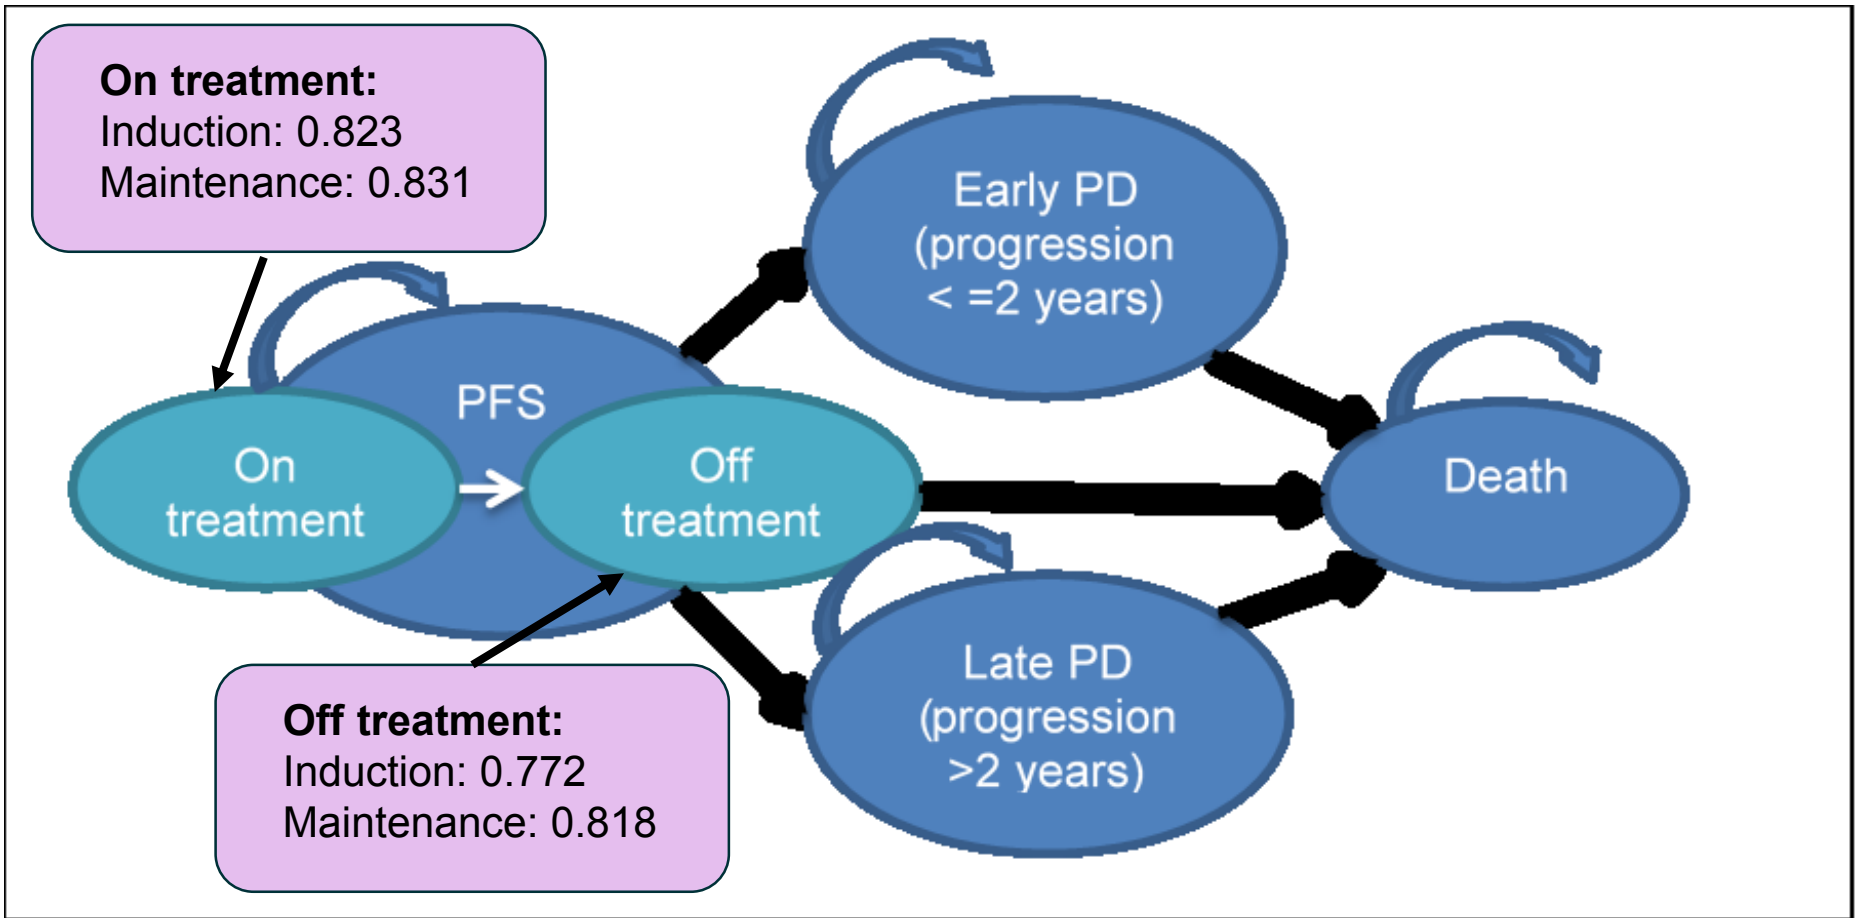 On treatment:
Induction: 0.823
Maintenance: 0.831
Early PD
(progression
< =2 years)
PFS
On
treatment
Off
treatment
Death
Late PD
(progression
>2 years)
Off treatment:
Induction: 0.772
Maintenance: 0.818